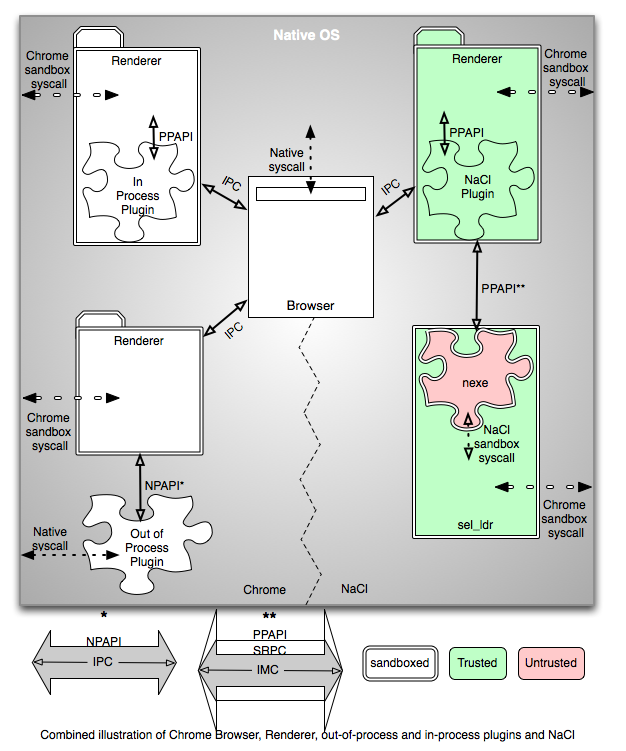 Native OS
Chrome
sandbox
syscall
Renderer
PPAPI
In
Process
Plugin
IPC
Native
syscall
Browser
IPC
Renderer
Chrome
sandbox
syscall
PPAPI
NaCl
Plugin
PPAPI**
IPC
Renderer
Chrome
sandbox
syscall
NPAPI*
Native
syscall
Out of
Process
Plugin
nexe
NaCl
sandbox
syscall
sel_ldr
Chrome
sandbox
syscall
Chrome
NaCl
*
NPAPI
IPC
**
PPAPI
SRPC
IMC
sandboxed
Trusted
Untrusted
Combined illustration of Chrome Browser, Renderer, out-of-process and in-process plugins and NaCl